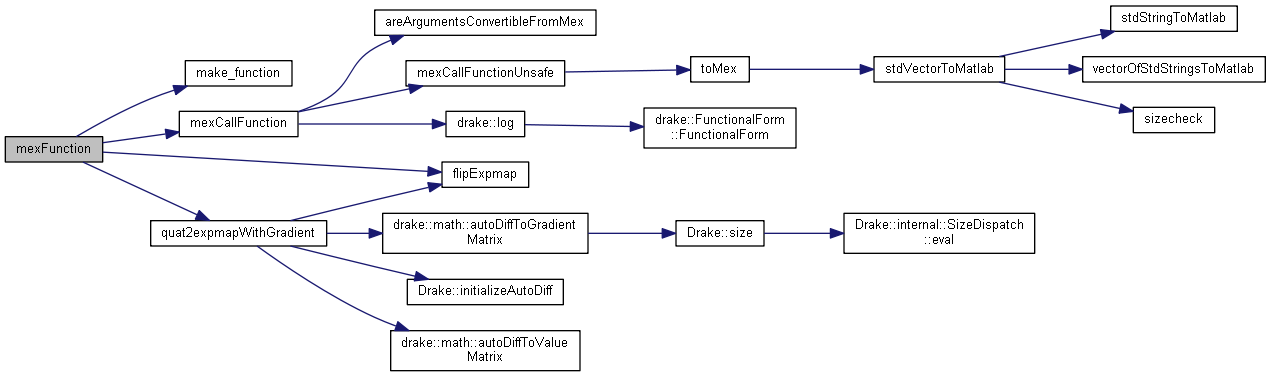 mexFunction
make_function
mexCallFunction
areArgumentsConvertibleFromMex
mexCallFunctionUnsafe
toMex
stdVectorToMatlab
stdStringToMatlab
vectorOfStdStringsToMatlab
sizecheck
drake::log
drake::FunctionalForm
::FunctionalForm
flipExpmap
quat2expmapWithGradient
drake::math::autoDiffToGradient
Matrix
Drake::size
Drake::internal::SizeDispatch
::eval
Drake::initializeAutoDiff
drake::math::autoDiffToValue
Matrix